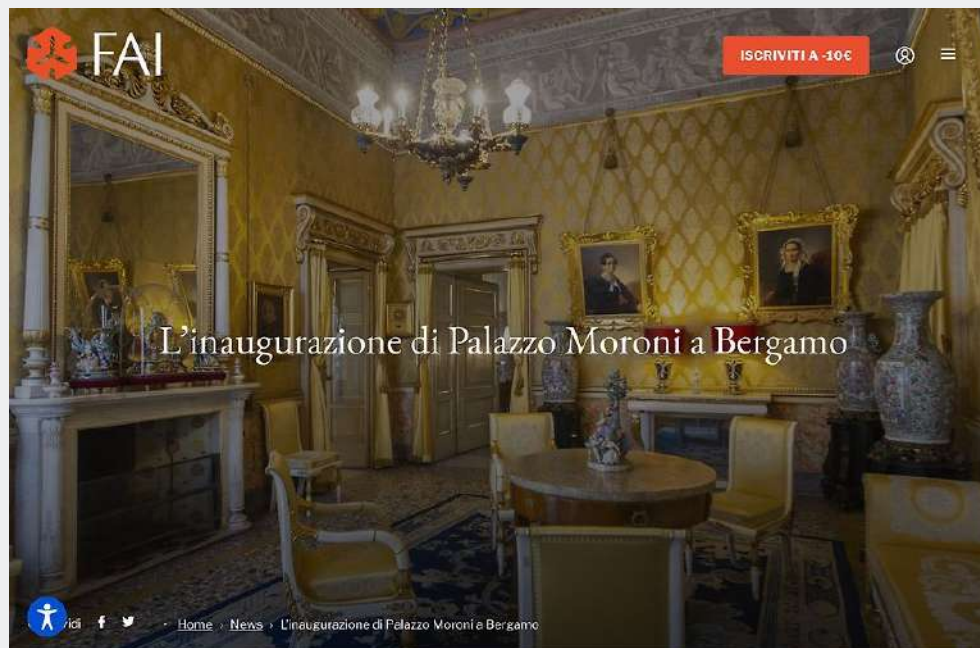 FAI
ISCRIVITI A -10€
L'inaugurazione di Palazzo Moroni a Bergamo
Home › News › L'inaugurazione di Palazzo Moroni a Bergamo